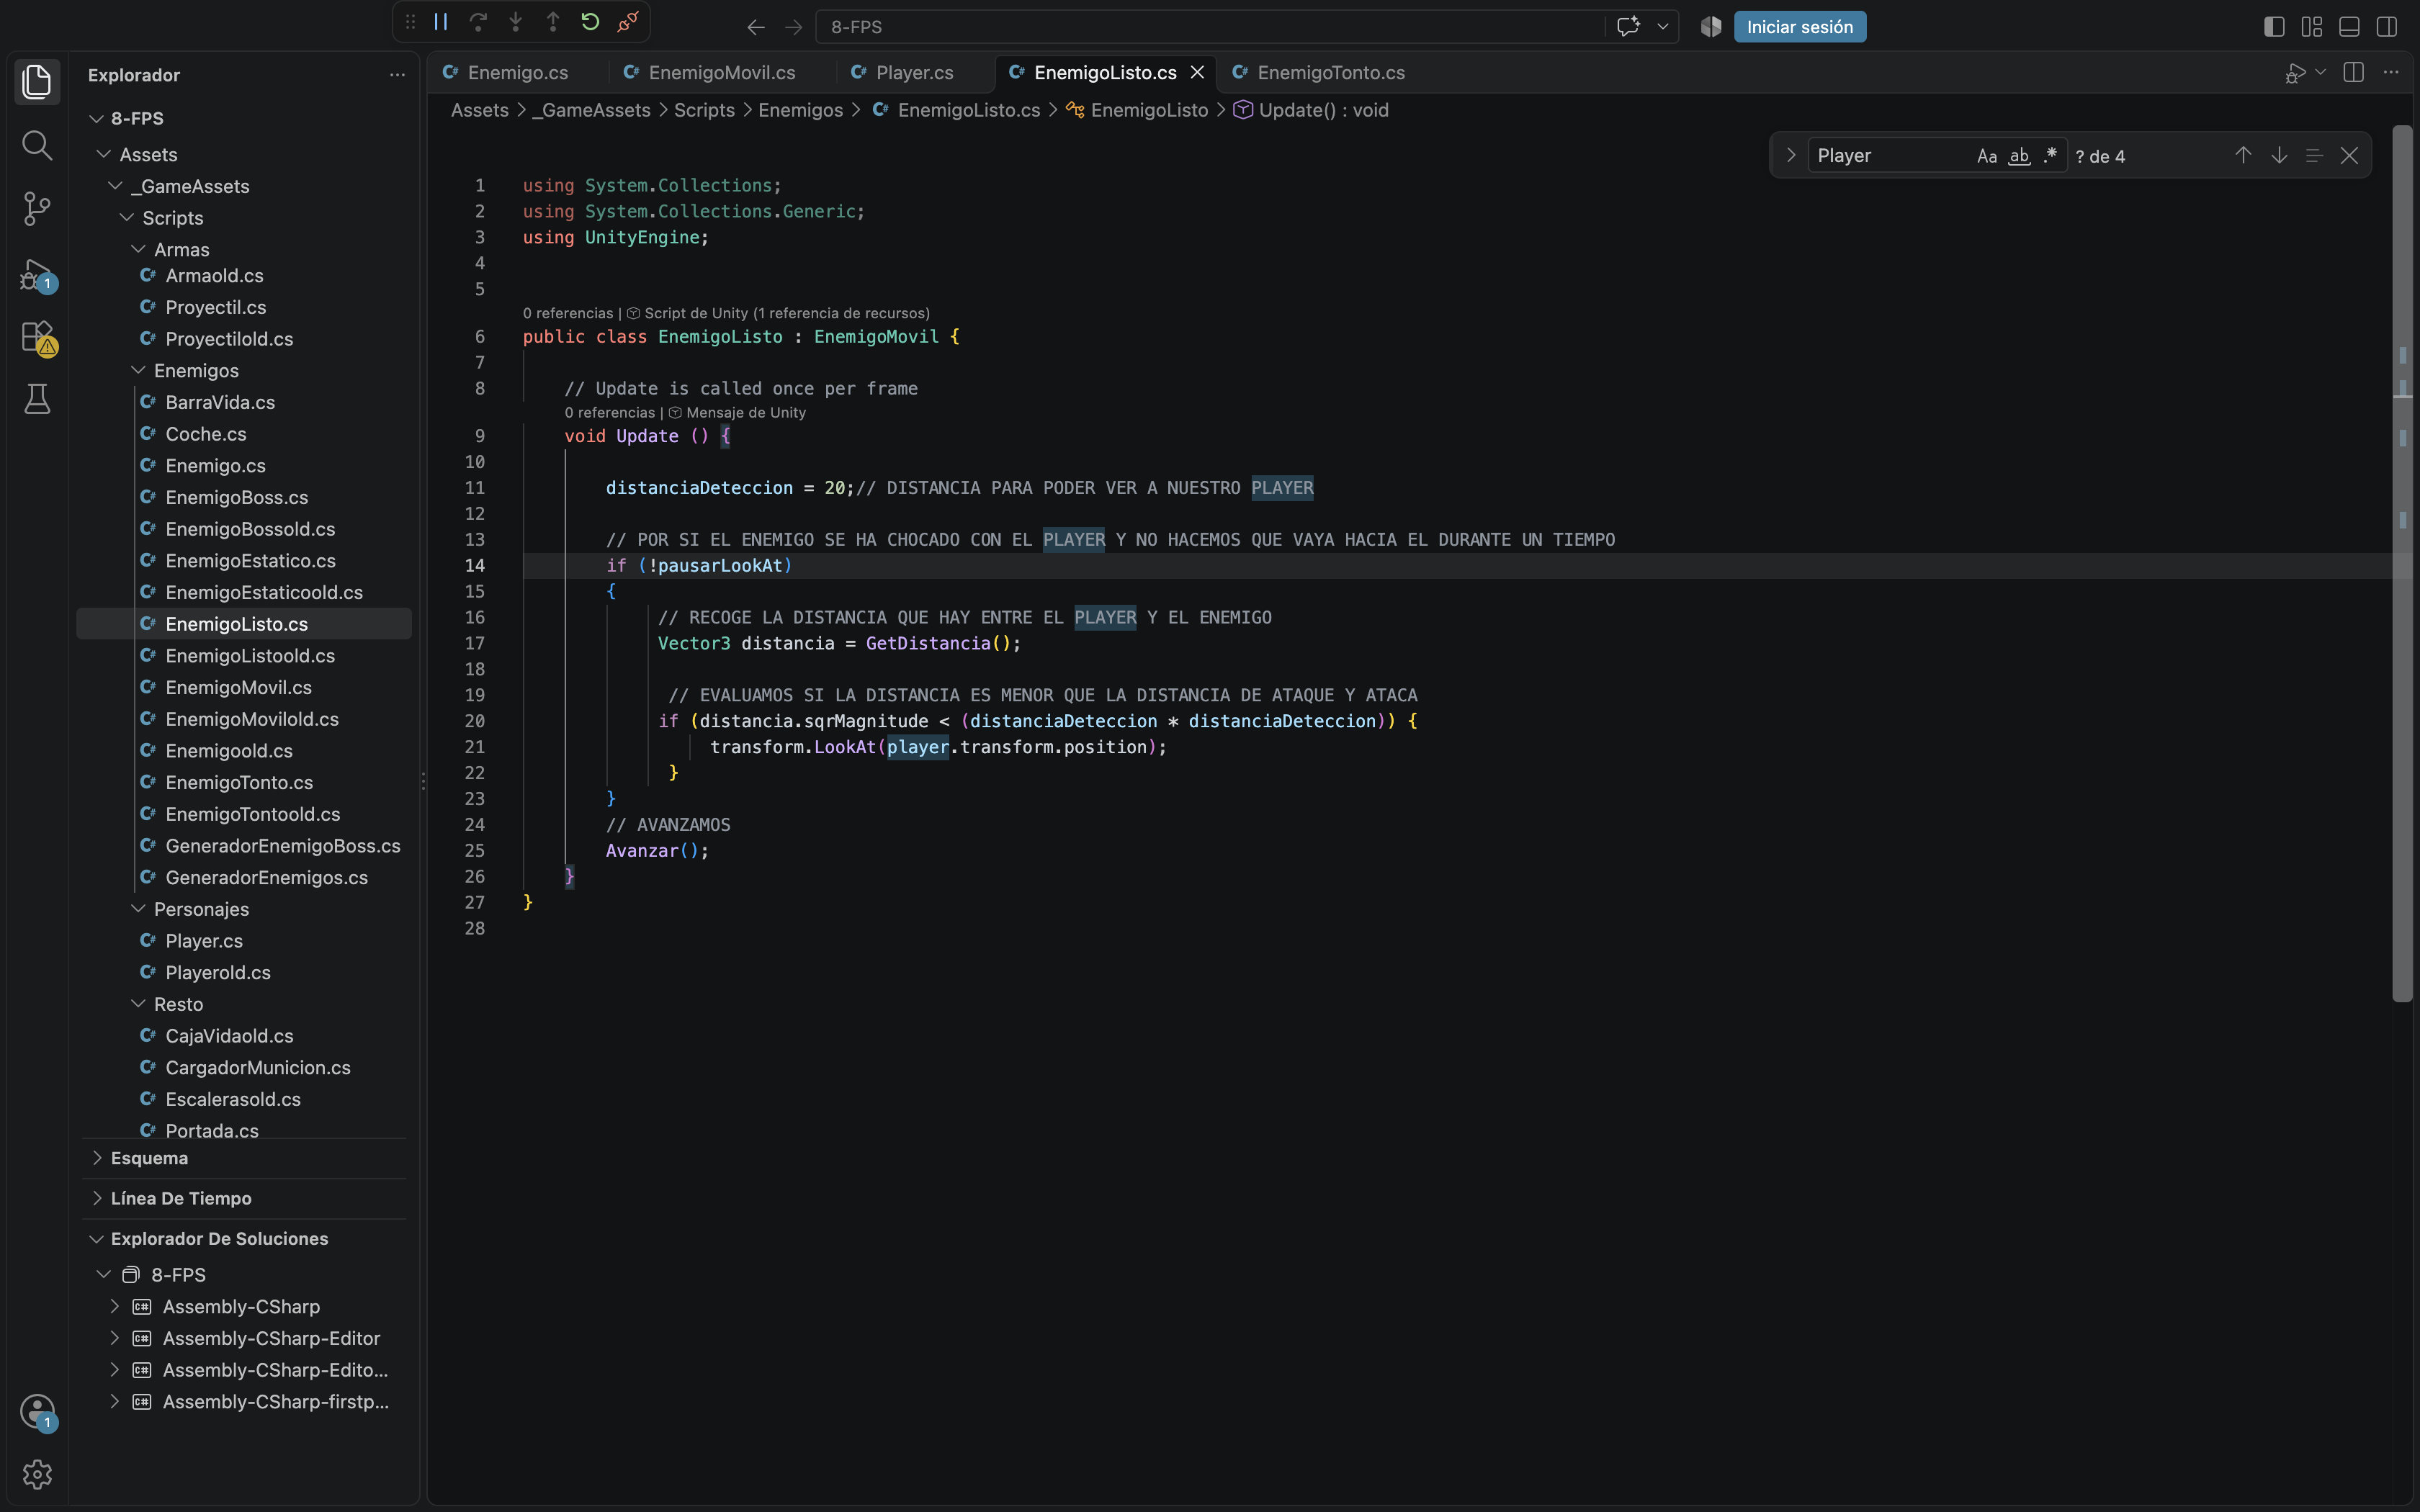 8-FPS
Iniciar sesión
Explorador
8-FPS
Assets
_GameAssets
Scripts
Armas
Armaold.cs
Proyectil.cs
Proyectilold.cs
Enemigos
BarraVida.cs
Coche.cs
Enemigo.cs
EnemigoBoss.cs
EnemigoBossold.cs
EnemigoEstatico.cs
EnemigoEstaticoold.cs
EnemigoListo.cs
EnemigoListoold.cs
EnemigoMovil.cs
EnemigoMovilold.cs
Enemigoold.cs
EnemigoTonto.cs
EnemigoTontoold.cs
GeneradorEnemigoBoss.cs
GeneradorEnemigos.cs
Personajes
Player.cs
Playerold.cs
Resto
CajaVidaold.cs
CargadorMunicion.cs
Escalerasold.cs
Portada.cs
Esquema
Línea De Tiempo
Explorador De Soluciones
8-FPS
Assembly-CSharp
Assembly-CSharp-Editor
Assembly-CSharp-Edito...
Assembly-CSharp-firstp...
1
1
Enemigo.cs EnemigoMovil.cs Player.cs EnemigoListo.cs EnemigoTonto.cs
Assets > _GameAssets > Scripts > Enemigos > EnemigoListo.cs > EnemigoListo > Update() : void
Player Aa ab .* ? de 4
1 using System.Collections;
2 using System.Collections.Generic;
3 using UnityEngine;
4
5
0 referencias | Script de Unity (1 referencia de recursos)
6 public class EnemigoListo : EnemigoMovil {
7
8 // Update is called once per frame
0 referencias | Mensaje de Unity
9 void Update () {
10
11 distanciaDeteccion = 20;// DISTANCIA PARA PODER VER A NUESTRO PLAYER
12
13 // POR SI EL ENEMIGO SE HA CHOCADO CON EL PLAYER Y NO HACEMOS QUE VAYA HACIA EL DURANTE UN TIEMPO
14 if (!pausarLookAt)
15 {
16 // RECOGE LA DISTANCIA QUE HAY ENTRE EL PLAYER Y EL ENEMIGO
17 Vector3 distancia = GetDistancia();
18
19 // EVALUAMOS SI LA DISTANCIA ES MENOR QUE LA DISTANCIA DE ATAQUE Y ATACA
20 if (distancia.sqrMagnitude < (distanciaDeteccion * distanciaDeteccion)) {
21 transform.LookAt(player.transform.position);
22 }
23 }
24 // AVANZAMOS
25 Avanzar();
26 }
27 }
28